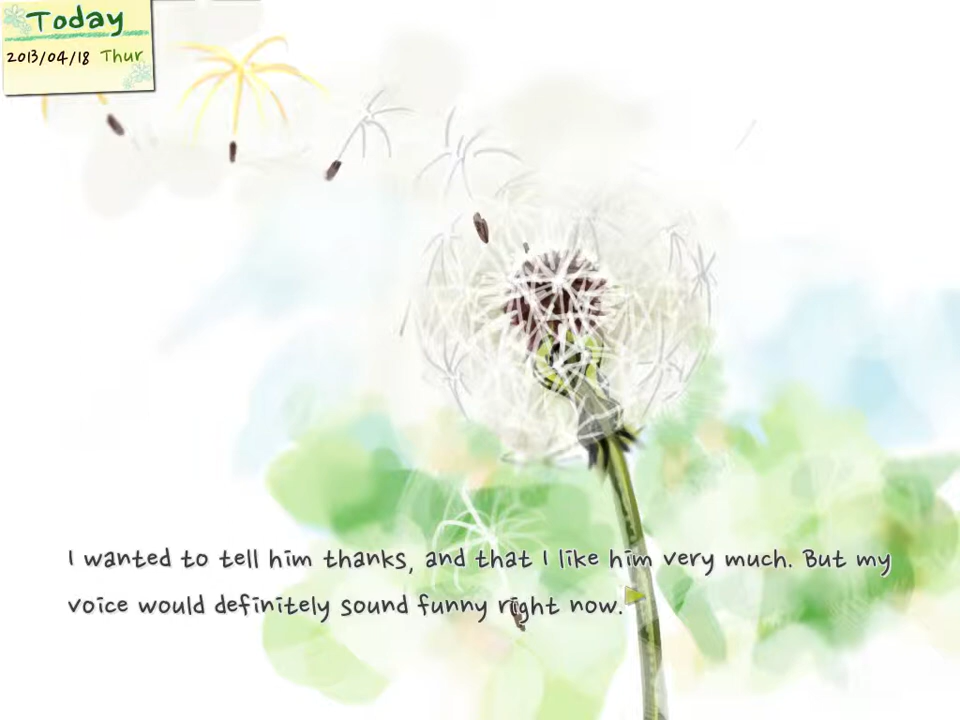 Today
2013/04/18 Thur
I wanted to tell him thanks, and that I like him very much. But my
voice would definitely sound funny right now.